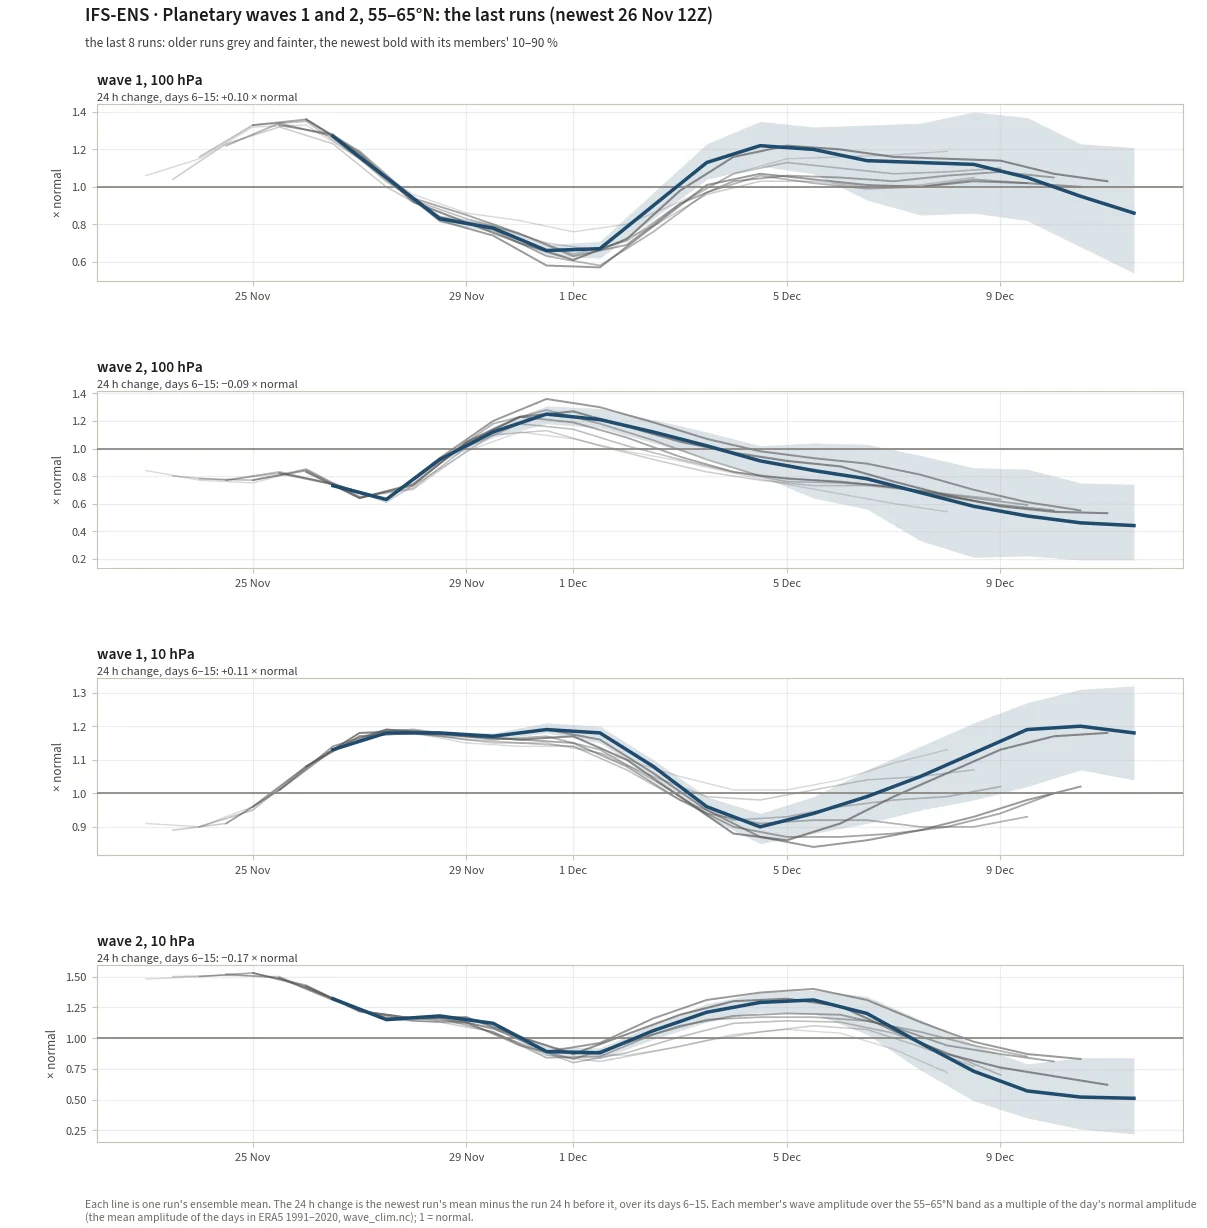 IFS-ENS · Planetary waves 1 and 2, 55–65°N: the last runs (newest 26 Nov 12Z)
the last 8 runs: older runs grey and fainter, the newest bold with its members' 10–90 %
wave 1, 100 hPa
24 h change, days 6–15: +0.10 × normal
1.4
1.2
1.0
0.8
0.6
× normal
25 Nov
29 Nov
1 Dec
5 Dec
9 Dec
wave 2, 100 hPa
24 h change, days 6–15: −0.09 × normal
1.4
1.2
1.0
0.8
0.6
0.4
0.2
× normal
25 Nov
29 Nov
1 Dec
5 Dec
9 Dec
wave 1, 10 hPa
24 h change, days 6–15: +0.11 × normal
1.3
1.2
1.1
1.0
0.9
× normal
25 Nov
29 Nov
1 Dec
5 Dec
9 Dec
wave 2, 10 hPa
24 h change, days 6–15: −0.17 × normal
1.50
1.25
1.00
0.75
0.50
0.25
× normal
25 Nov
29 Nov
1 Dec
5 Dec
9 Dec
Each line is one run's ensemble mean. The 24 h change is the newest run's mean minus the run 24 h before it, over its days 6–15. Each member's wave amplitude over the 55–65°N band as a multiple of the day's normal amplitude
(the mean amplitude of the days in ERA5 1991–2020, wave_clim.nc); 1 = normal.